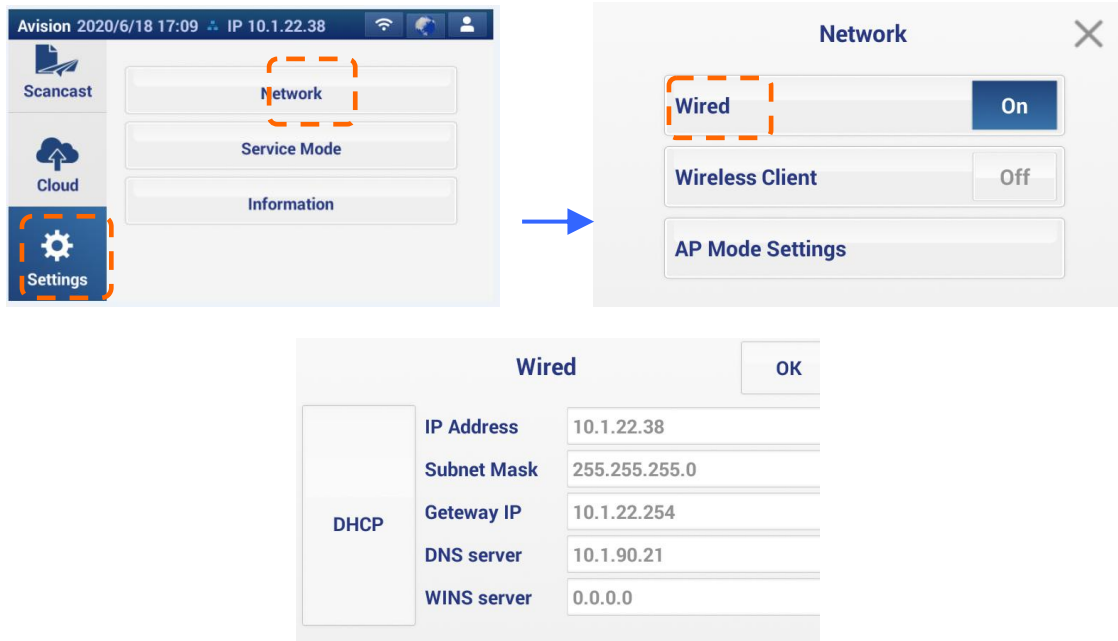 Avision 2020/6/18 17:09 IP 10.1.22.38
Scancast
Cloud
Settings
Network
Service Mode
Information
Network
Wired On
Wireless Client Off
AP Mode Settings
Wired OK
DHCP
IP Address 10.1.22.38
Subnet Mask 255.255.255.0
Geteway IP 10.1.22.254
DNS server 10.1.90.21
WINS server 0.0.0.0